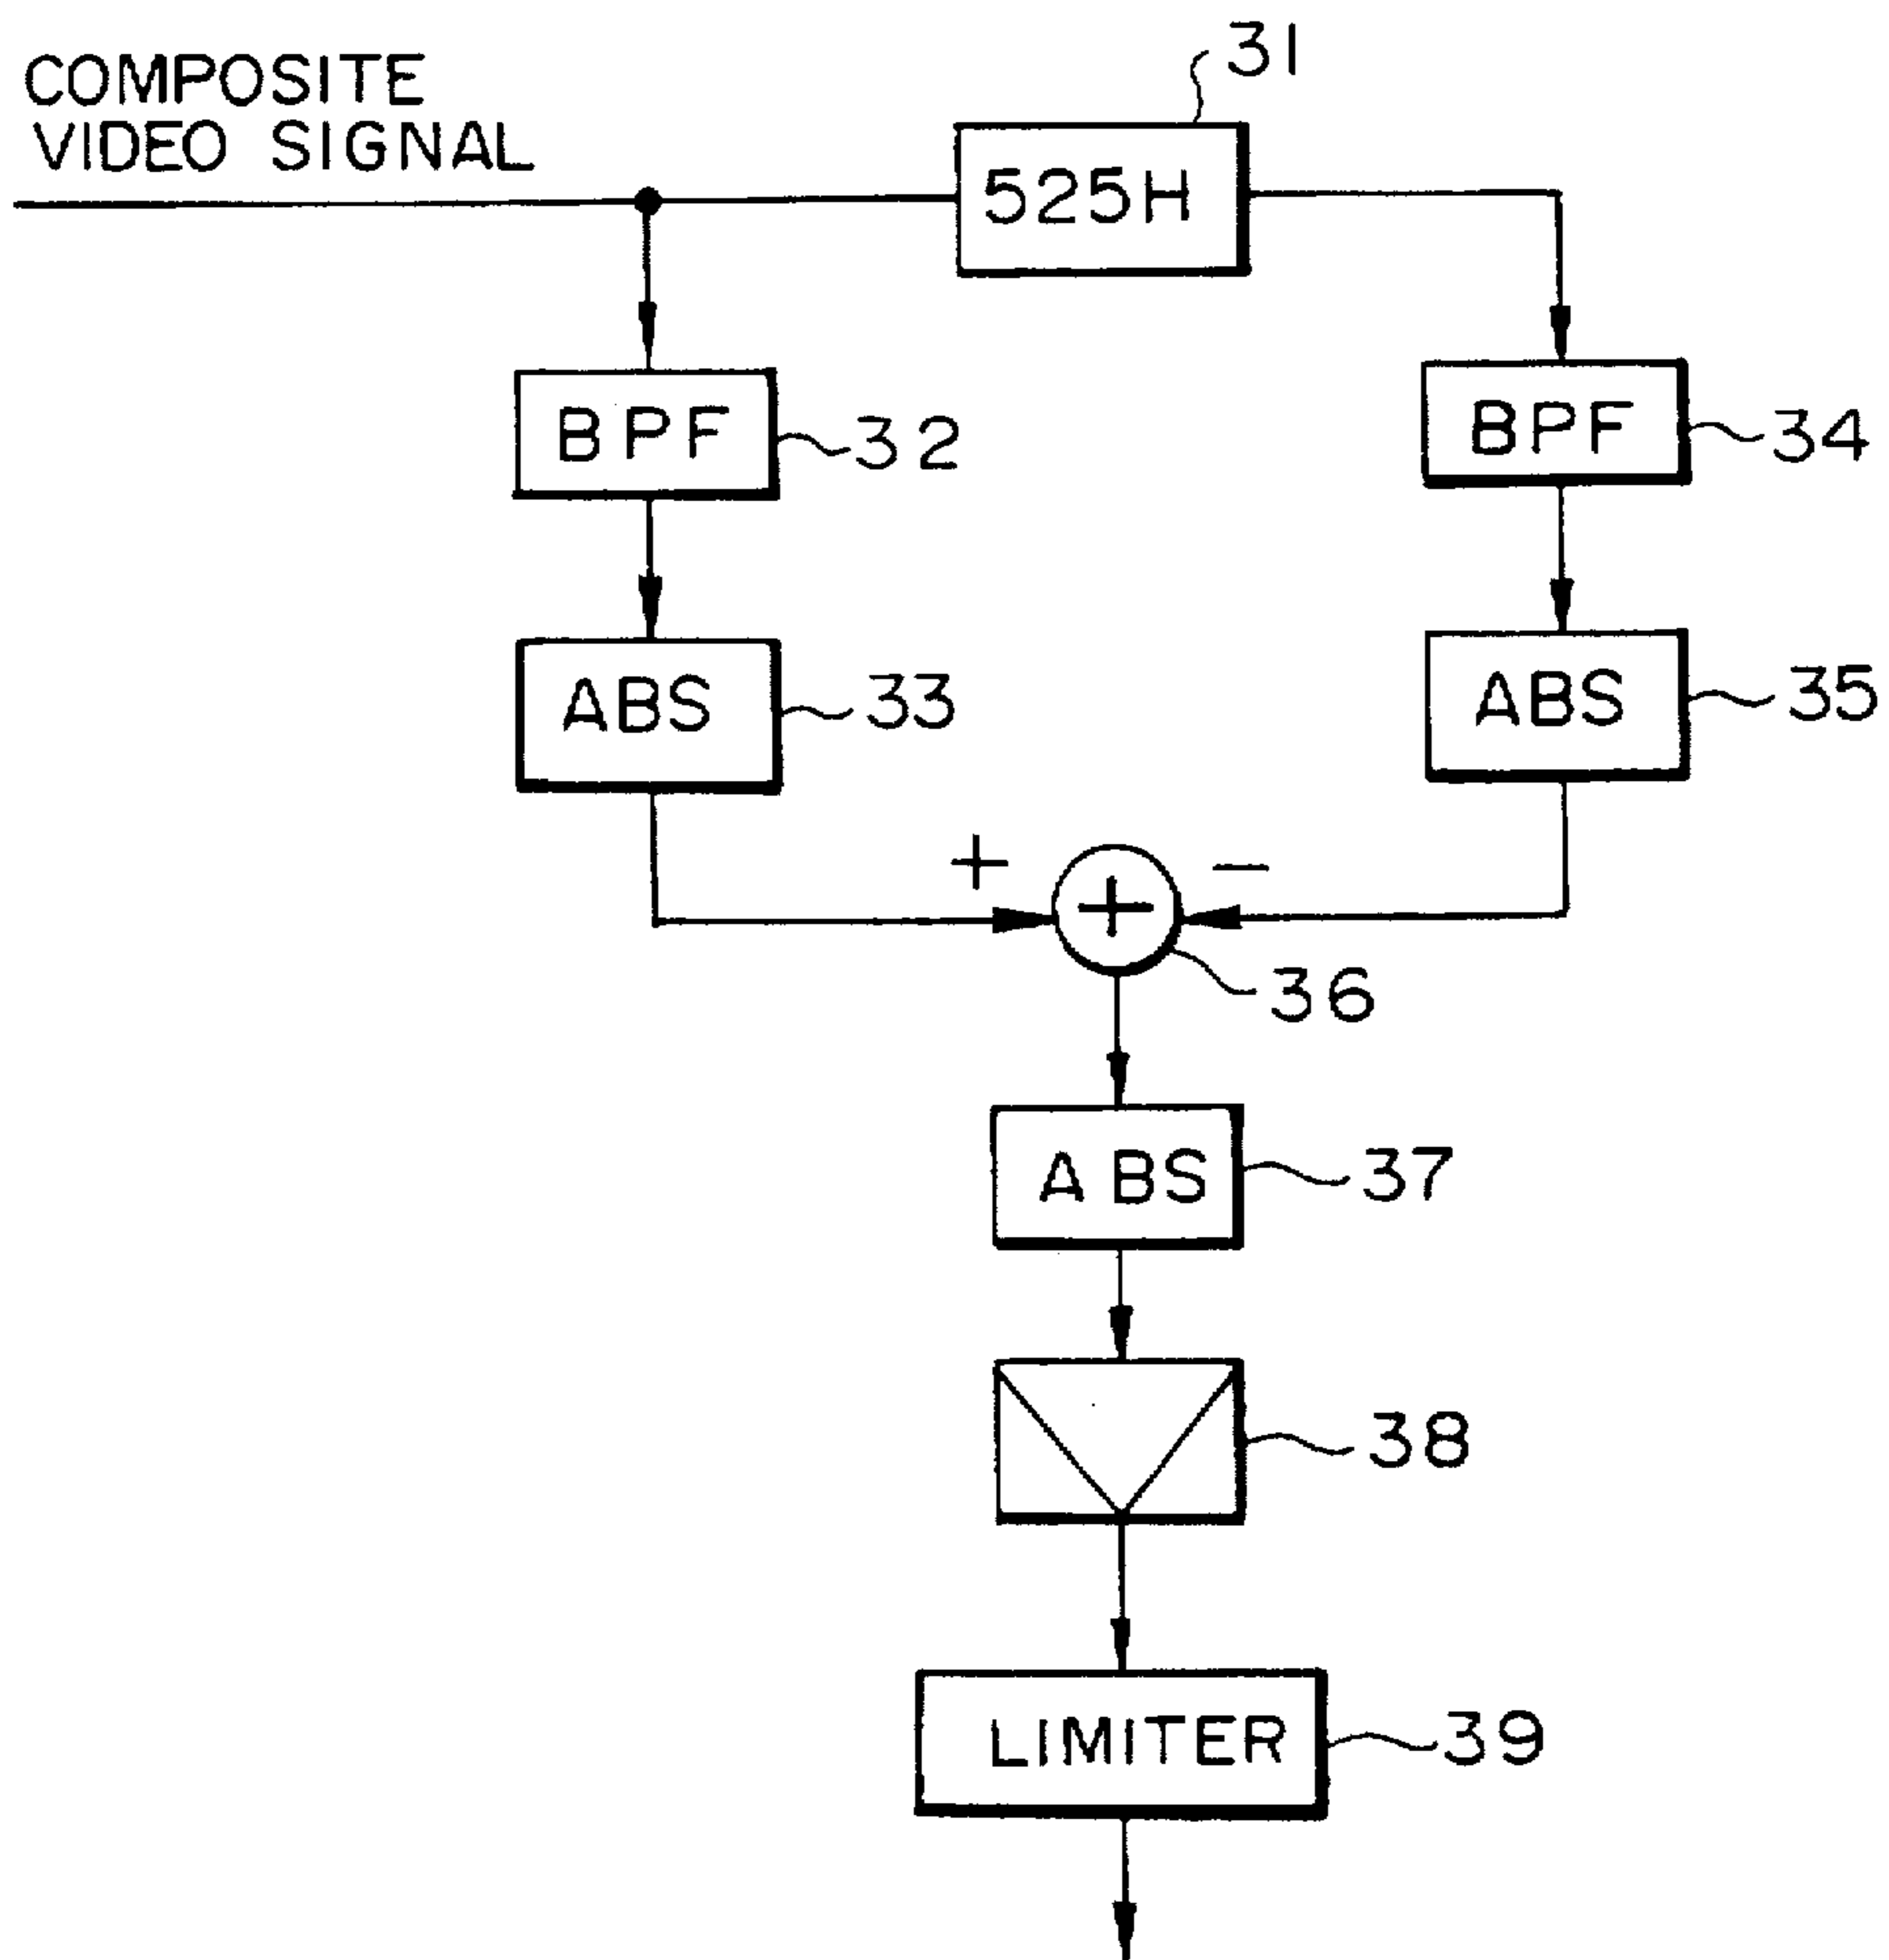 31
COMPOSITE
VIDEO SIGNAL
525H
BPF
32
BPF
34
ABS
33
ABS
35
+
+
−
36
ABS
37
38
LIMITER
39